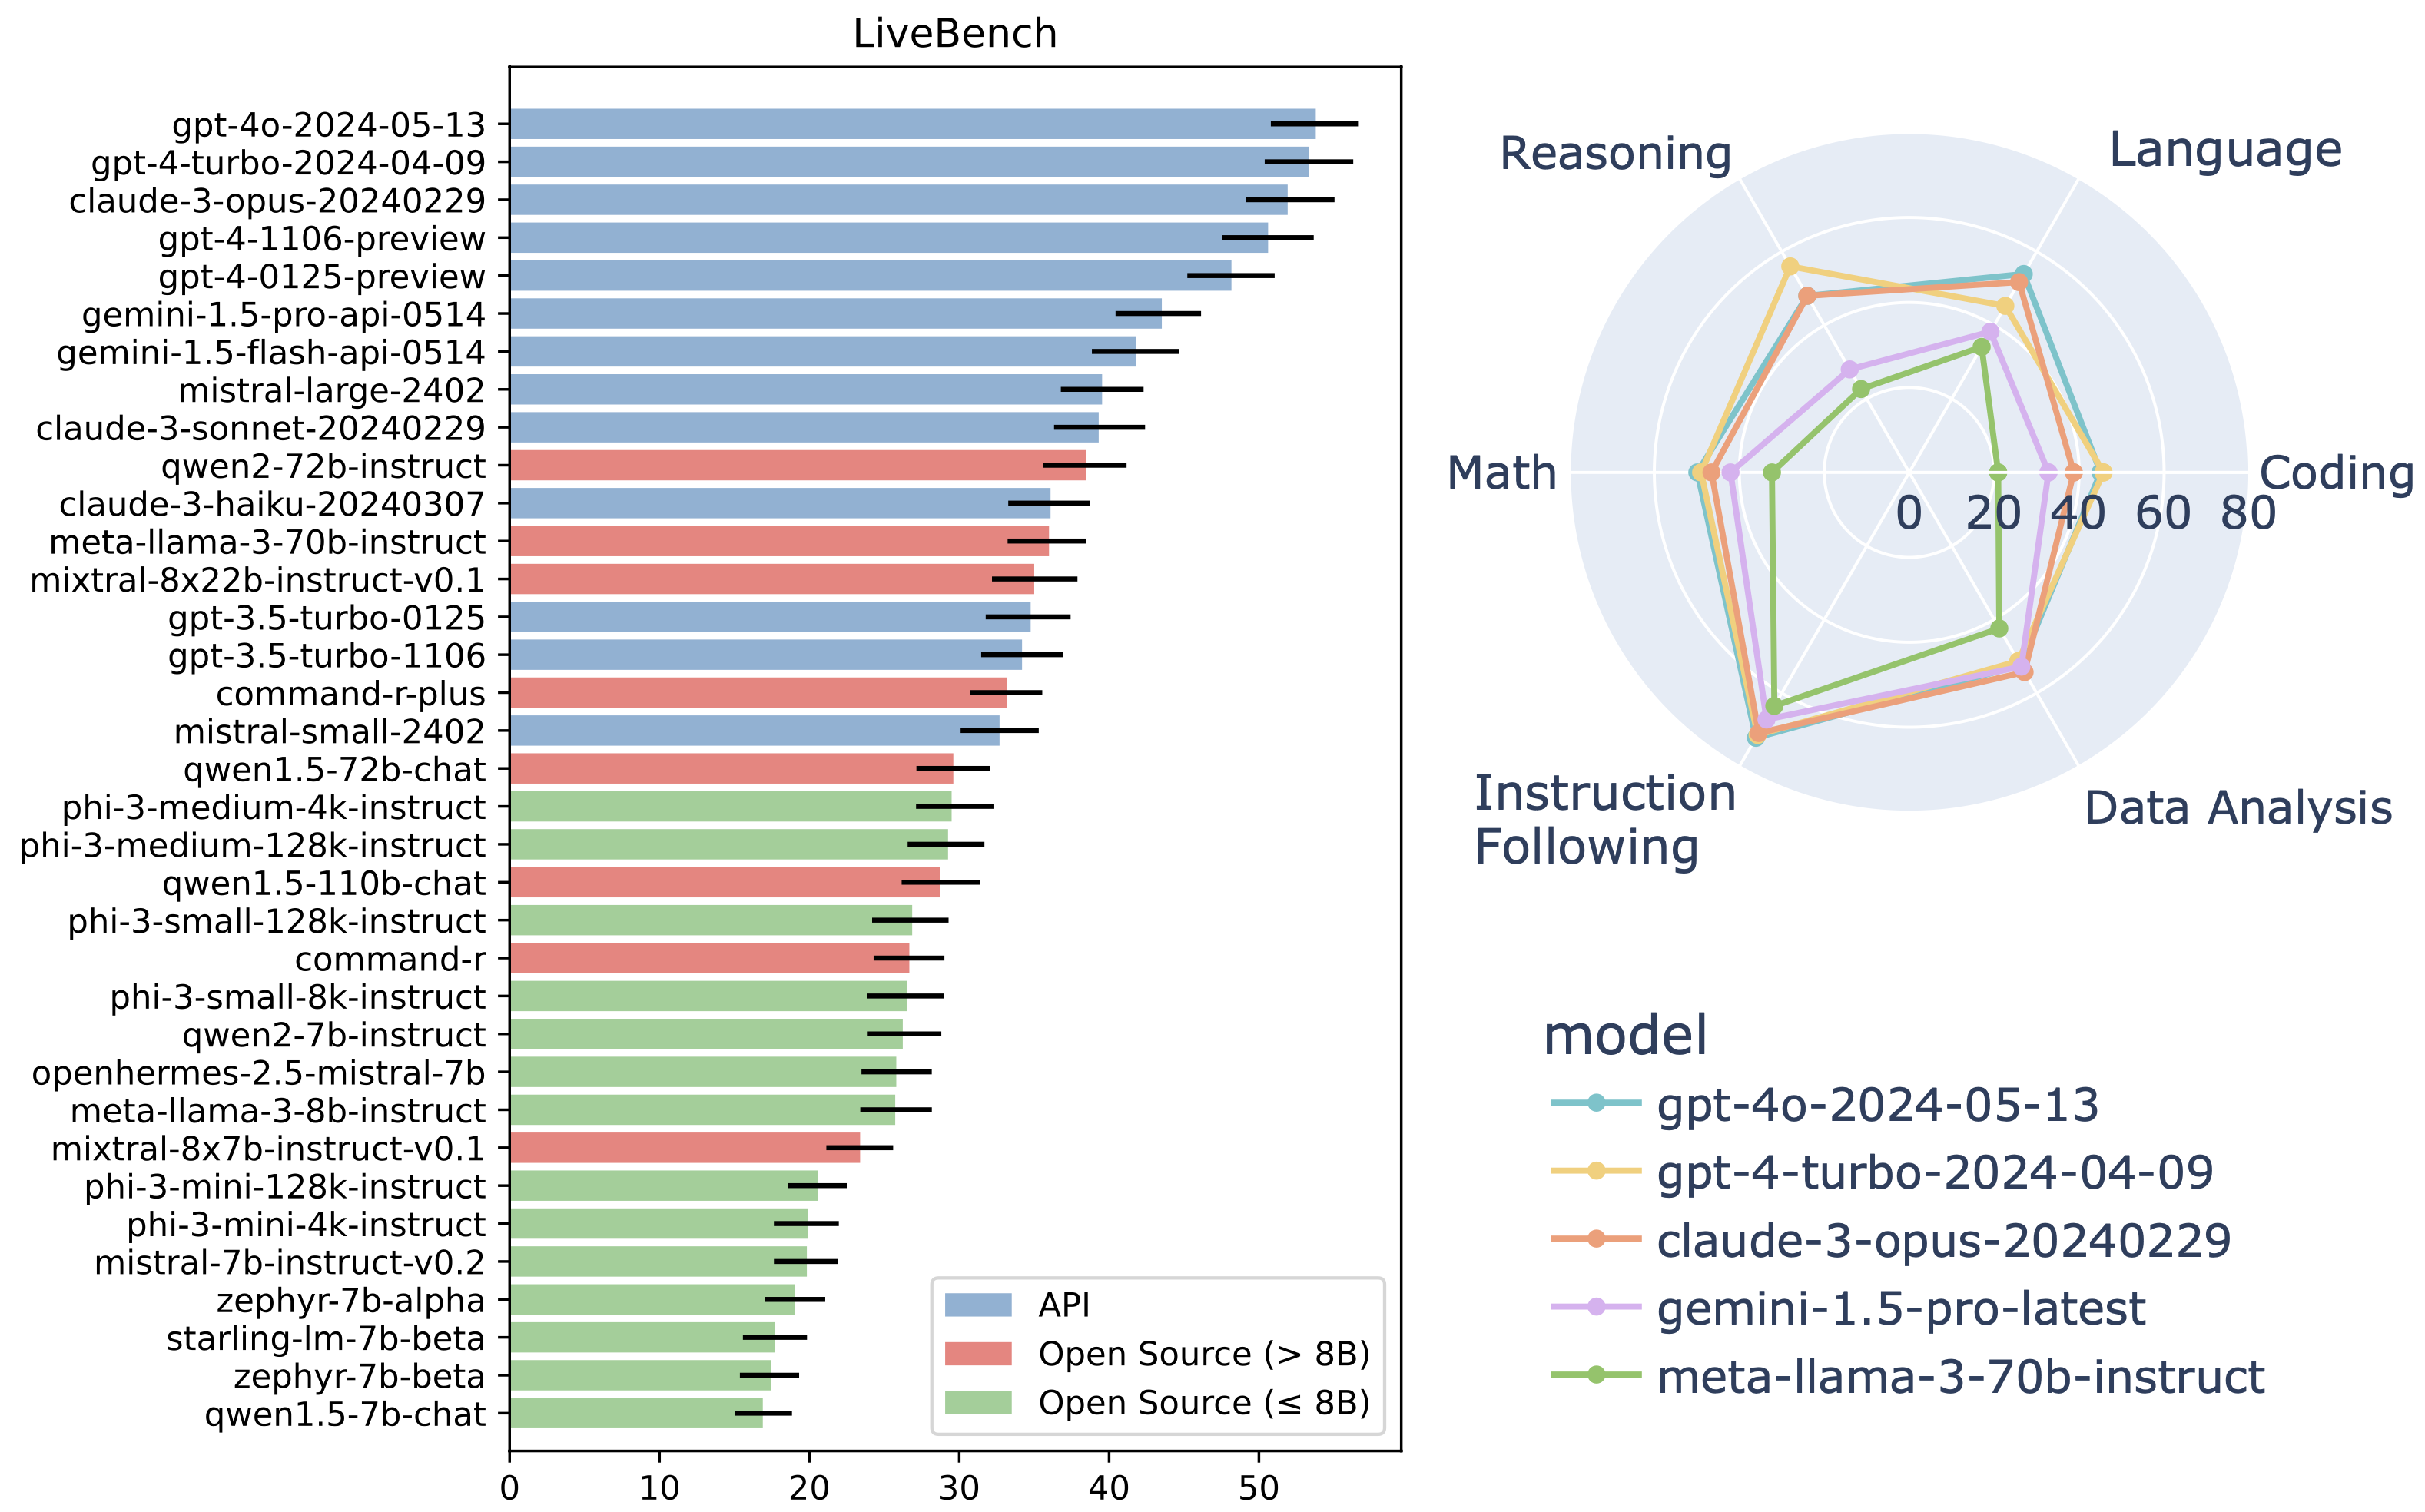 LiveBench
gpt-4o-2024-05-13
gpt-4-turbo-2024-04-09
claude-3-opus-20240229
gpt-4-1106-preview
gpt-4-0125-preview
gemini-1.5-pro-api-0514
gemini-1.5-flash-api-0514
mistral-large-2402
claude-3-sonnet-20240229
qwen2-72b-instruct
claude-3-haiku-20240307
meta-llama-3-70b-instruct
mixtral-8x22b-instruct-v0.1
gpt-3.5-turbo-0125
gpt-3.5-turbo-1106
command-r-plus
mistral-small-2402
qwen1.5-72b-chat
phi-3-medium-4k-instruct
phi-3-medium-128k-instruct
qwen1.5-110b-chat
phi-3-small-128k-instruct
command-r
phi-3-small-8k-instruct
qwen2-7b-instruct
openhermes-2.5-mistral-7b
meta-llama-3-8b-instruct
mixtral-8x7b-instruct-v0.1
phi-3-mini-128k-instruct
phi-3-mini-4k-instruct
mistral-7b-instruct-v0.2
zephyr-7b-alpha
starling-lm-7b-beta
zephyr-7b-beta
qwen1.5-7b-chat
0 10 20 30 40 50
API
Open Source (> 8B)
Open Source (≤ 8B)
Reasoning
Language
Math
Coding
0 20 40 60 80
Instruction
Following
Data Analysis
model
gpt-4o-2024-05-13
gpt-4-turbo-2024-04-09
claude-3-opus-20240229
gemini-1.5-pro-latest
meta-llama-3-70b-instruct